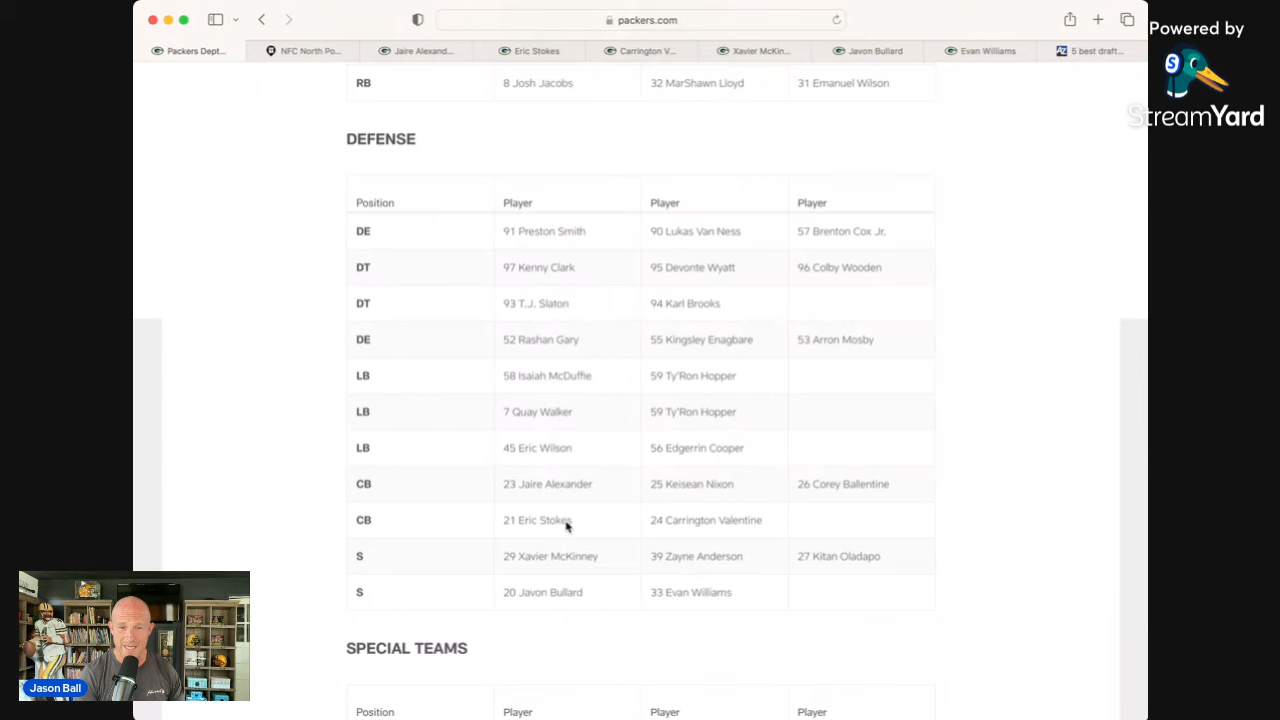 packers.com
Packers Dept...
NFC North Po...
Jaire Alexand...
Eric Stokes
Carrington V...
Xavier McKin...
Javon Bullard
Evan Williams
5 best draft...
Powered by
StreamYard
RB 8 Josh Jacobs 32 MarShawn Lloyd 31 Emanuel Wilson
DEFENSE
Position Player Player Player
DE 91 Preston Smith 90 Lukas Van Ness 57 Brenton Cox Jr.
DT 97 Kenny Clark 95 Devonte Wyatt 96 Colby Wooden
DT 93 T.J. Slaton 94 Karl Brooks
DE 52 Rashan Gary 55 Kingsley Enagbare 53 Arron Mosby
LB 58 Isaiah McDuffie 59 Ty'Ron Hopper
LB 7 Quay Walker 59 Ty'Ron Hopper
LB 45 Eric Wilson 56 Edgerrin Cooper
CB 23 Jaire Alexander 25 Keisean Nixon 26 Corey Ballentine
CB 21 Eric Stokes 24 Carrington Valentine
S 29 Xavier McKinney 39 Zayne Anderson 27 Kitan Oladapo
S 20 Javon Bullard 33 Evan Williams
SPECIAL TEAMS
Position Player Player Player
Jason Ball